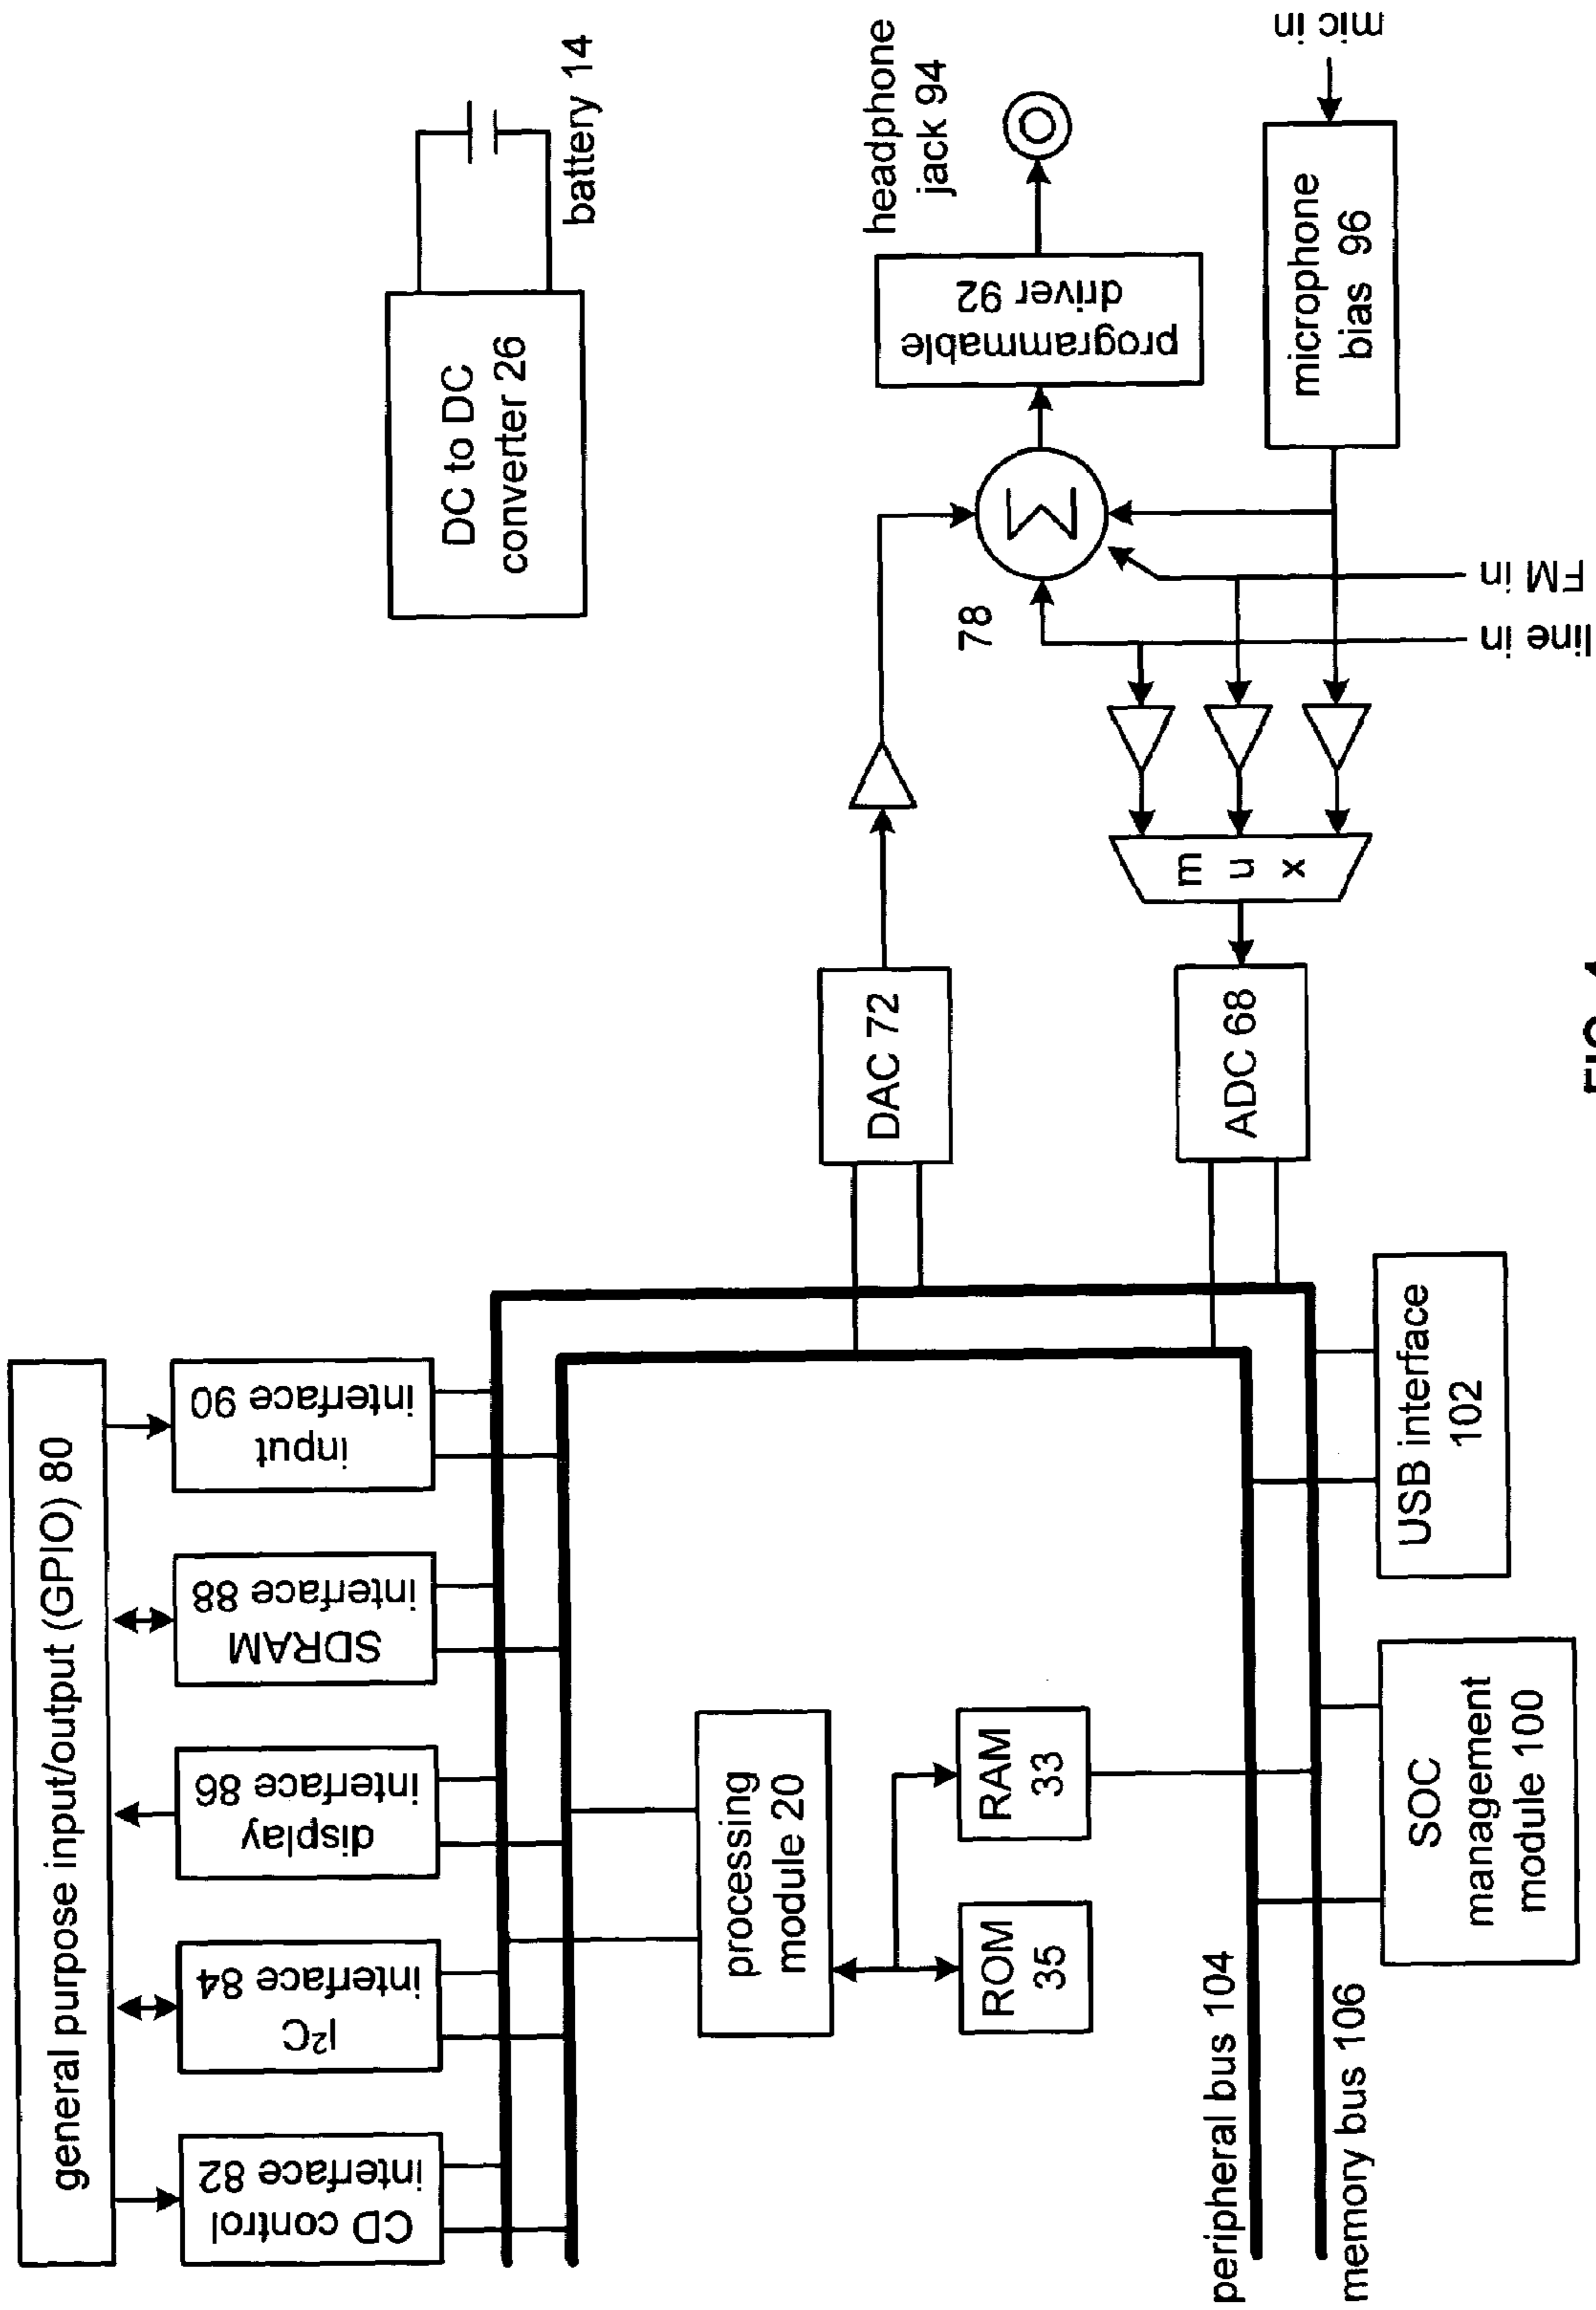 general purpose input/output (GPIO) 80
CD control
interface 82
I²C
interface 84
display
interface 86
SDRAM
interface 88
input
interface 90
processing
module 20
ROM
35
RAM
33
peripheral bus 104
memory bus 106
SOC
management
module 100
USB interface
102
DAC 72
ADC 68
m
u
x
78
Σ
DC to DC
converter 26
battery 14
programmable
driver 92
headphone
jack 94
microphone
bias 96
mic in
FM in
line in